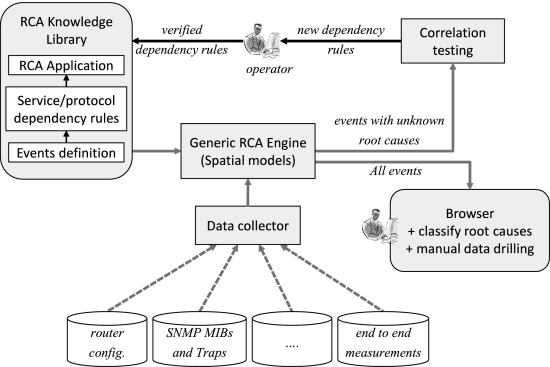 RCA Knowledge
Library
RCA Application
Service/protocol
dependency rules
Events definition
verified
dependency rules
operator
new dependency
rules
Correlation
testing
events with unknown
root causes
Generic RCA Engine
(Spatial models)
All events
Browser
+ classify root causes
+ manual data drilling
Data collector
router
config.
SNMP MIBs
and Traps
....
end to end
measurements